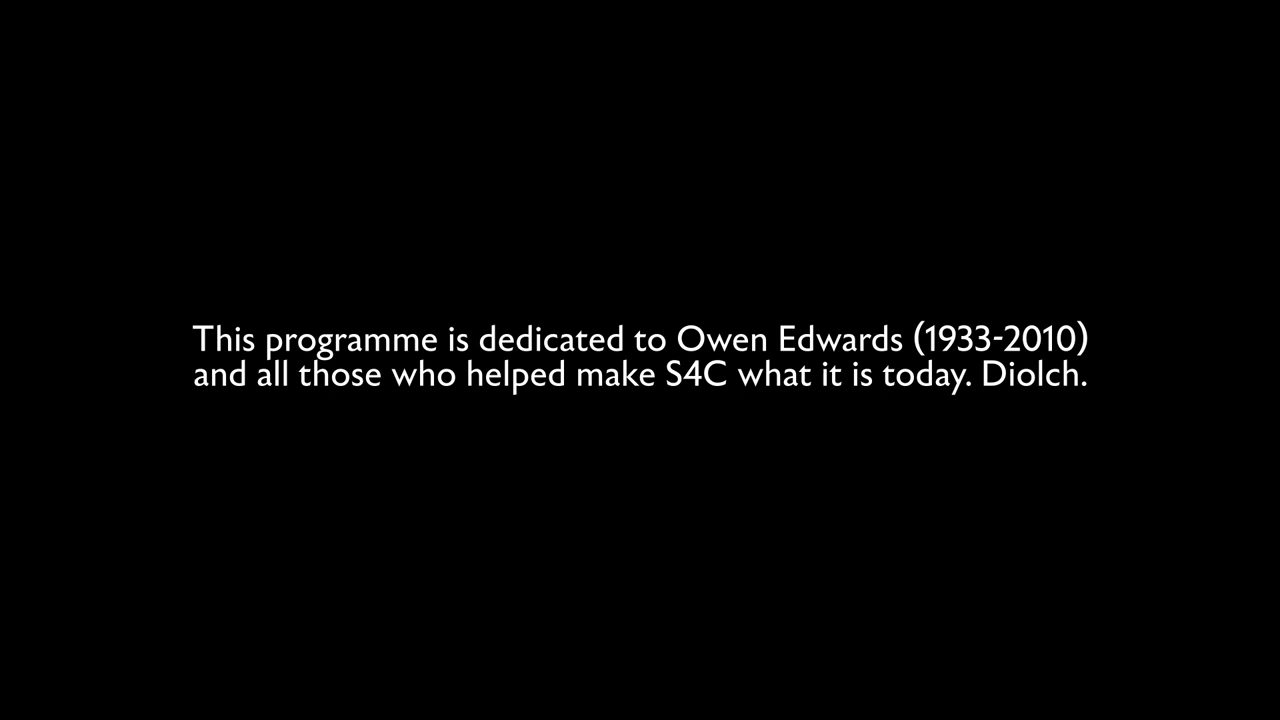 This programme is dedicated to Owen Edwards (1933-2010)
and all those who helped make S4C what it is today. Diolch.